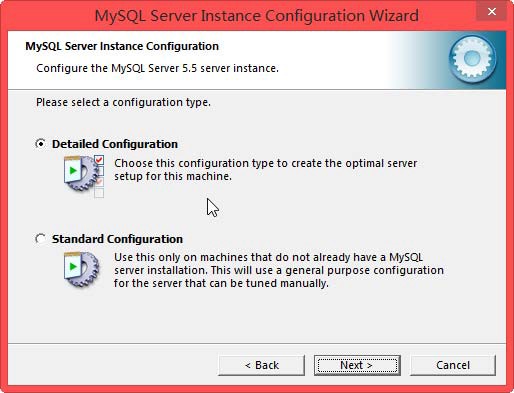 MySQL Server Instance Configuration Wizard
MySQL Server Instance Configuration
Configure the MySQL Server 5.5 server instance.
Please select a configuration type.
Detailed Configuration
Choose this configuration type to create the optimal server
setup for this machine.
Standard Configuration
Use this only on machines that do not already have a MySQL
server installation. This will use a general purpose configuration
for the server that can be tuned manually.
< Back
Next >
Cancel